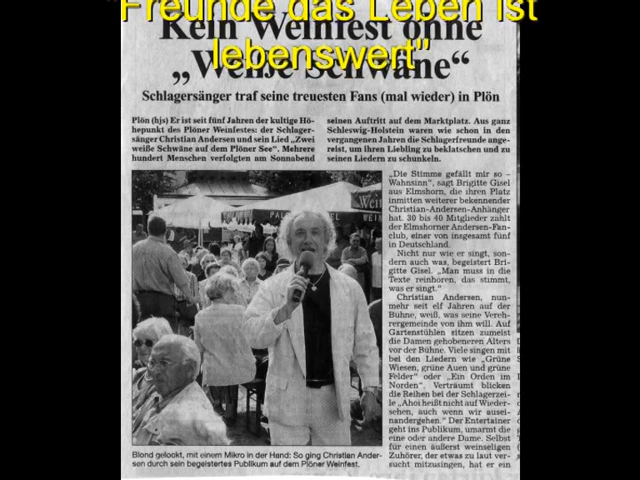 Freunde das Leben ist
lebenswert"
Kein Weinfest ohne
„Weiße Schwäne“
Schlagersänger traf seine treuesten Fans (mal wieder) in Plön
Plön (hjs) Er ist seit fünf Jahren der kultige Hö-
hepunkt des Plöner Weinfestes: der Schlager-
sänger Christian Andersen und sein Lied „Zwei
weiße Schwäne auf dem Plöner See“. Mehrere
hundert Menschen verfolgten am Sonnabend
seinen Auftritt auf dem Marktplatz. Aus ganz
Schleswig-Holstein waren wie schon in den
vergangenen Jahren die Schlagerfreunde ange-
reist, um ihren Liebling zu beklatschen und zu
seinen Liedern zu schunkeln.
„Die Stimme gefällt mir so –
Wahnsinn“, sagt Brigitte Gisel
aus Elmshorn, die ihren Platz
inmitten weiterer bekennender
Christian-Andersen-Anhänger
hat. 30 bis 40 Mitglieder zählt
der Elmshorner Andersen-Fan-
club, einer von insgesamt fünf
in Deutschland.
Nicht nur wie er singt, son-
dern auch was, begeistert Bri-
gitte Gisel. „Man muss in die
Texte reinhören, das stimmt,
was er singt.“
Christian Andersen, nun-
mehr seit elf Jahren auf der
Bühne, weiß, was seine Vereh-
rergemeinde von ihm will. Auf
Gartenstühlen sitzen zumeist
die Damen gehobeneren Alters
vor der Bühne. Viele singen mit
bei den Liedern wie „Grüne
Wiesen, grüne Auen und grüne
Felder“ oder „Ein Orden im
Norden“. Verträumt blicken
die Reihen bei der Schlagerzei-
le „Ahoi heißt nicht auf Wieder-
sehen, auch wenn wir ausei-
nandergehen.“ Der Entertainer
geht ins Publikum, umarmt die
eine oder andere Dame. Selbst
für einen äußerst weinseligen
Zuhörer, der etwas zu laut ver-
sucht mitzusingen, hat er ein
Blond gelockt, mit einem Mikro in der Hand: So ging Christian Ander-
sen durch sein begeistertes Publikum auf dem Plöner Weinfest.